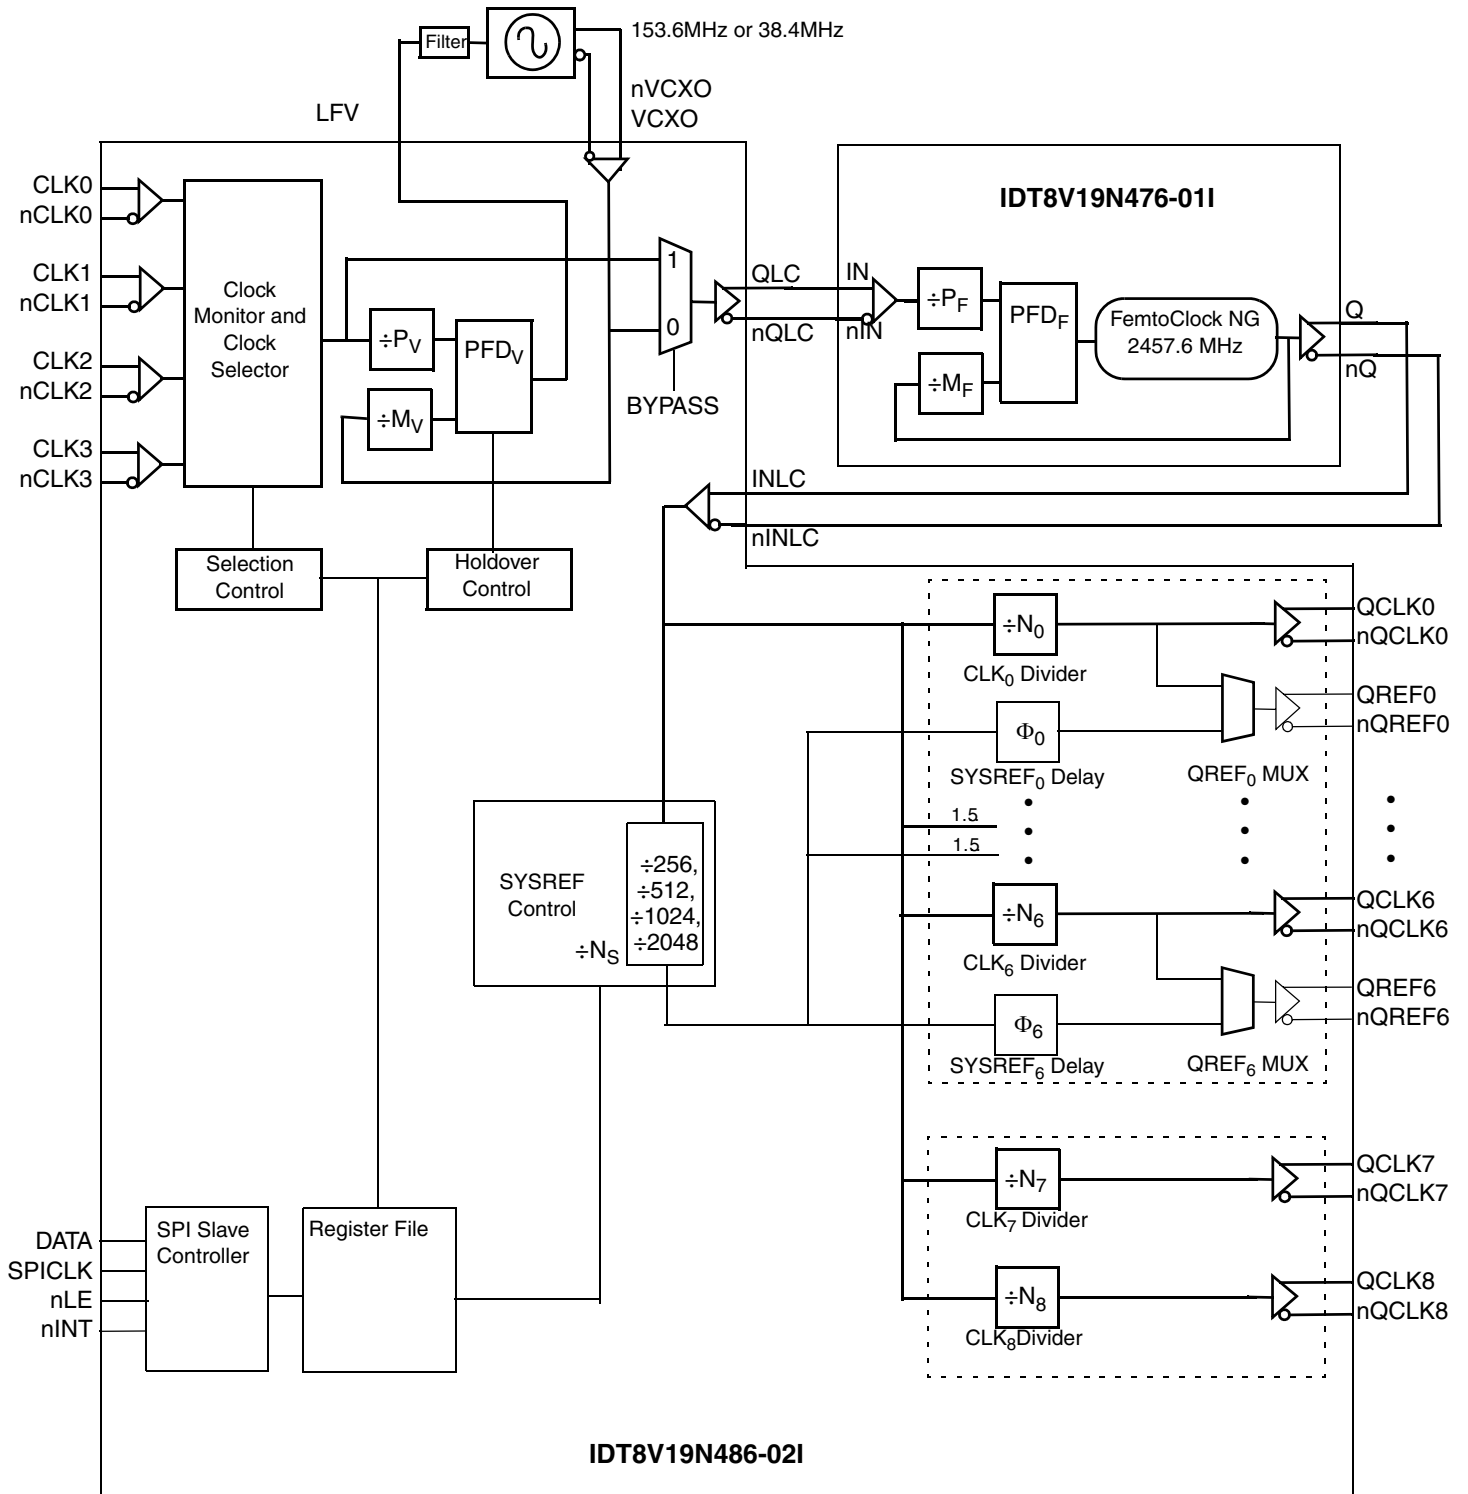 153.6MHz or 38.4MHz
Filter
nVCXO
VCXO
LFV
CLK0
nCLK0
CLK1
nCLK1
CLK2
nCLK2
CLK3
nCLK3
Clock
Monitor and
Clock
Selector
÷PV
÷MV
PFDV
1
0
BYPASS
QLC
nQLC
IN
nIN
IDT8V19N476-01I
÷PF
÷MF
PFDF
FemtoClock NG
2457.6 MHz
Q
nQ
INLC
nINLC
Selection
Control
Holdover
Control
÷N0
CLK0 Divider
QCLK0
nQCLK0
Φ0
SYSREF0 Delay
QREF0 MUX
QREF0
nQREF0
1.5
1.5
SYSREF
Control
÷NS
÷256,
÷512,
÷1024,
÷2048
÷N6
CLK6 Divider
QCLK6
nQCLK6
Φ6
SYSREF6 Delay
QREF6 MUX
QREF6
nQREF6
÷N7
CLK7 Divider
QCLK7
nQCLK7
÷N8
CLK8Divider
QCLK8
nQCLK8
DATA
SPICLK
nLE
nINT
SPI Slave
Controller
Register File
IDT8V19N486-02I